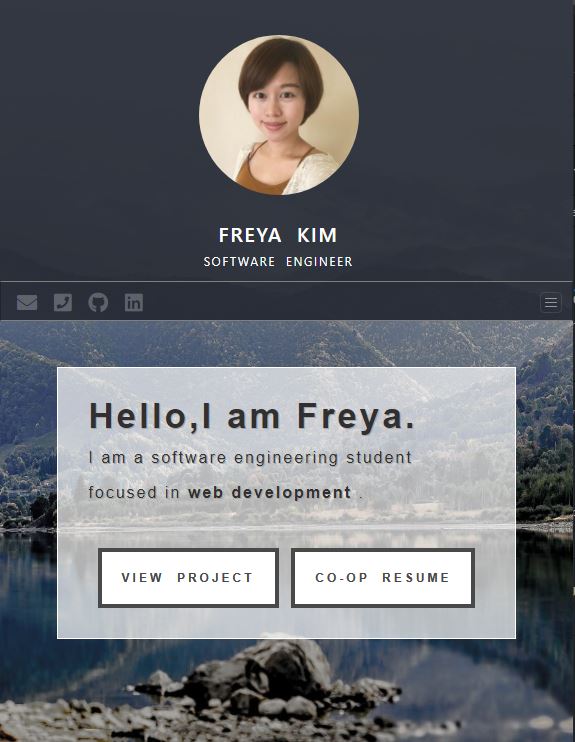 FREYA KIM
SOFTWARE ENGINEER
Hello,I am Freya.
I am a software engineering student
focused in web development .
VIEW PROJECT
CO-OP RESUME